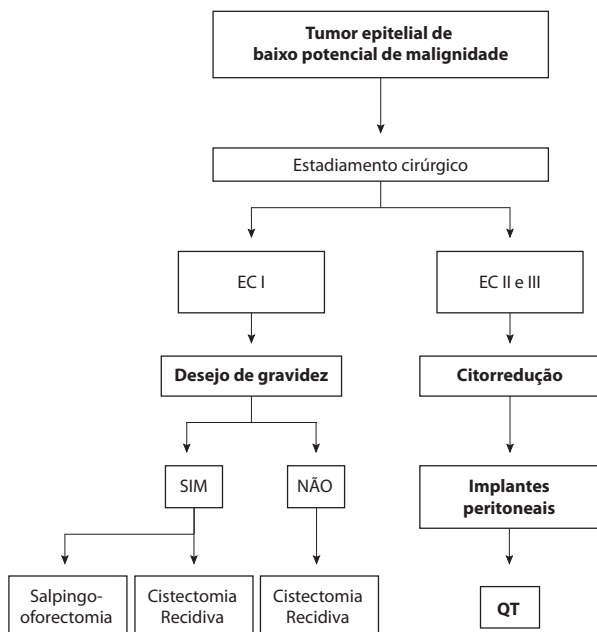 Tumor epitelial de
baixo potencial de malignidade
Estadiamento cirúrgico
EC I
EC II e III
Desejo de gravidez
Citorredução
SIM
NÃO
Implantes
peritoneais
Salpingo-
oforectomia
Cistectomia
Recidiva
Cistectomia
Recidiva
QT